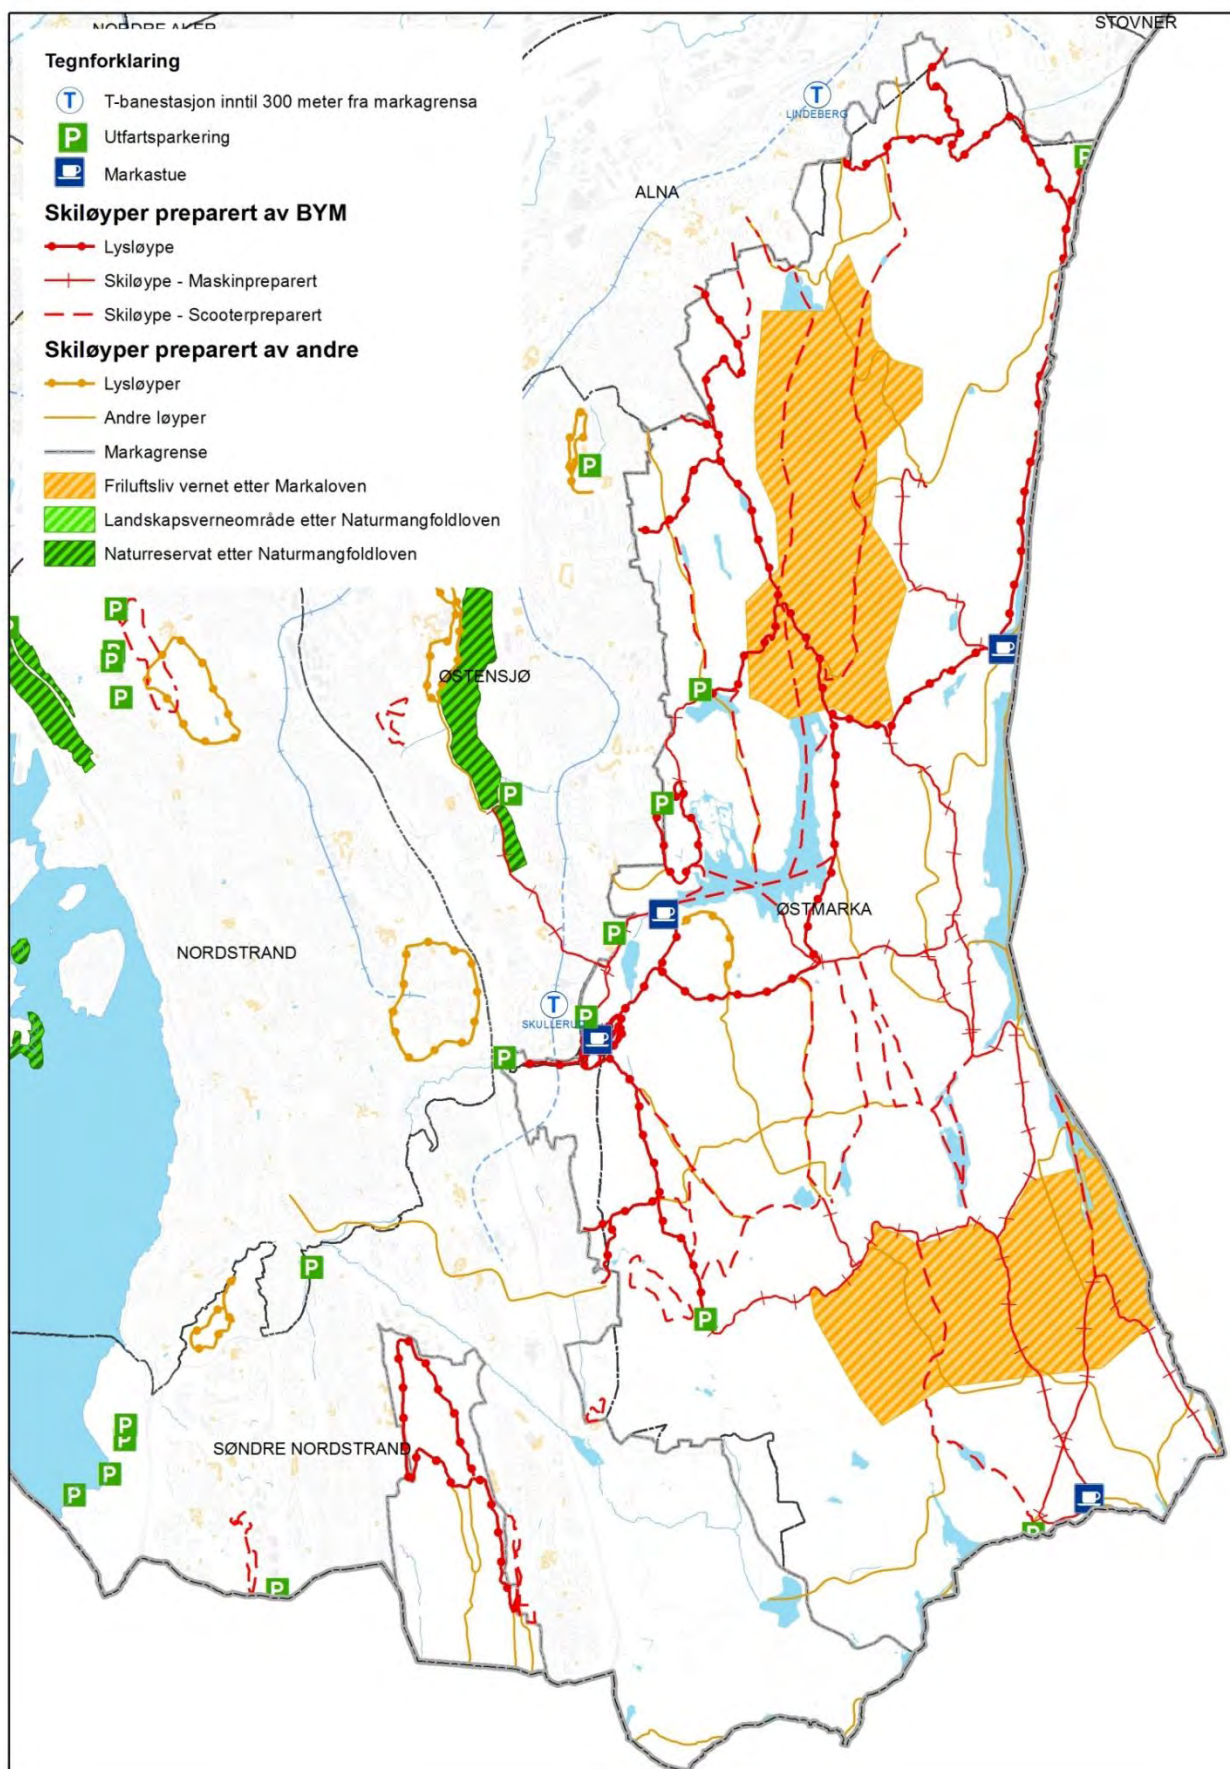 NORDRE AKER
STOVNER
Tegnforklaring
T
T-banestasjon inntil 300 meter fra markagrensa
P
Utfartsparkering
Markastue
Skiløyper preparert av BYM
Lysløype
Skiløype - Maskinpreparert
Skiløype - Scooterpreparert
Skiløyper preparert av andre
Lysløyper
Andre løyper
Markagrense
Friluftsliv vernet etter Markaloven
Landskapsverneområde etter Naturmangfoldloven
Naturreservat etter Naturmangfoldloven
T
LINDEBERG
P
ALNA
P
P
P
P
P
ØSTENSJØ
P
P
P
ØSTMARKA
P
NORDSTRAND
T
SKULLERUD
P
P
P
P
P
P
SØNDRE NORDSTRAND
P
P
P
P
P